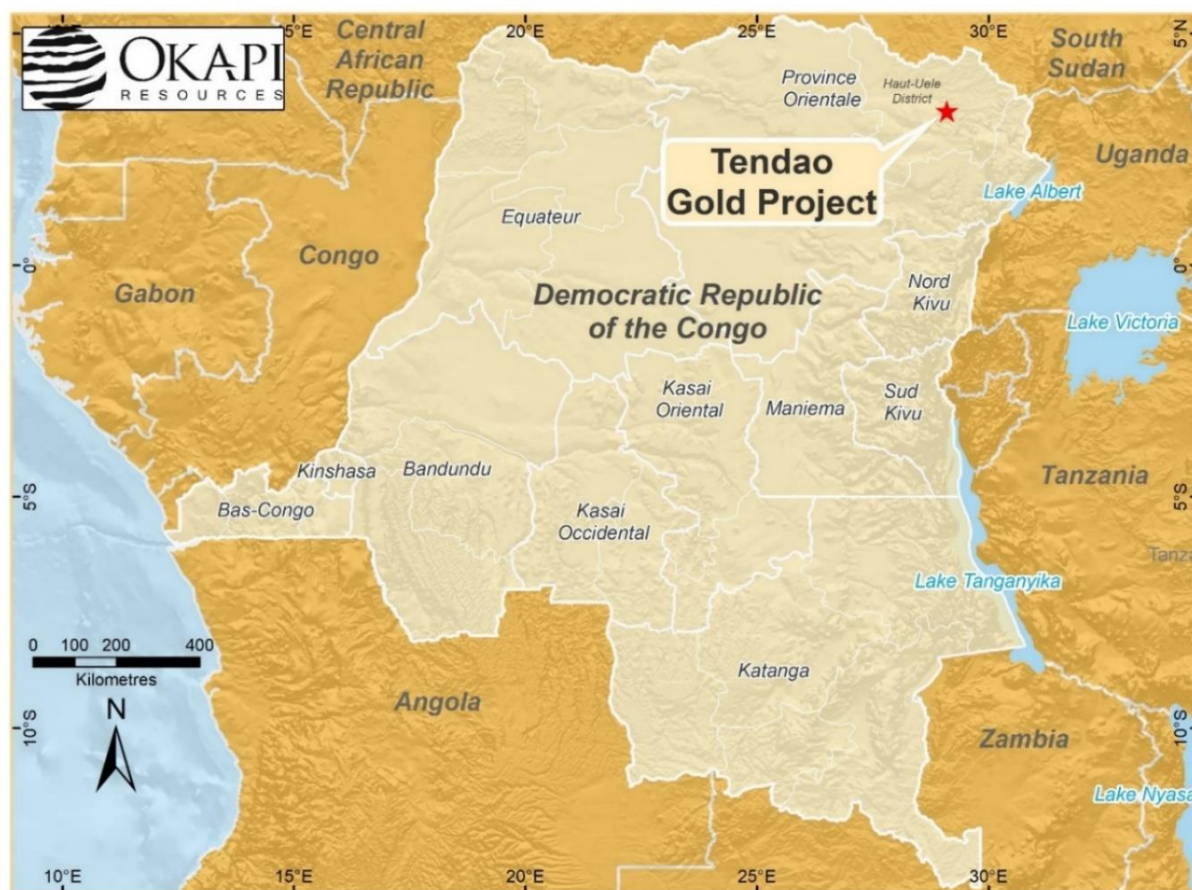 OKAPI
RESOURCES
Central
African
Republic
20°E
25°E
30°E
5°N
South
Sudan
Province
Orientale
Haut-Uele
District
Tendao
Gold Project
Uganda
Lake Albert
Equateur
Congo
Gabon
0°
0°
Nord
Kivu
Democratic Republic
of the Congo
Lake Victoria
Kasai
Oriental
Maniema
Sud
Kivu
Kinshasa
Bandundu
Bas-Congo
Kasai
Occidental
Tanzania
5°S
5°S
Tanza
Lake Tanganyika
0 100 200 400
Kilometres
N
Katanga
Angola
Zambia
10°S
10°S
Lake Nyasa
10°E
15°E
20°E
25°E
30°E